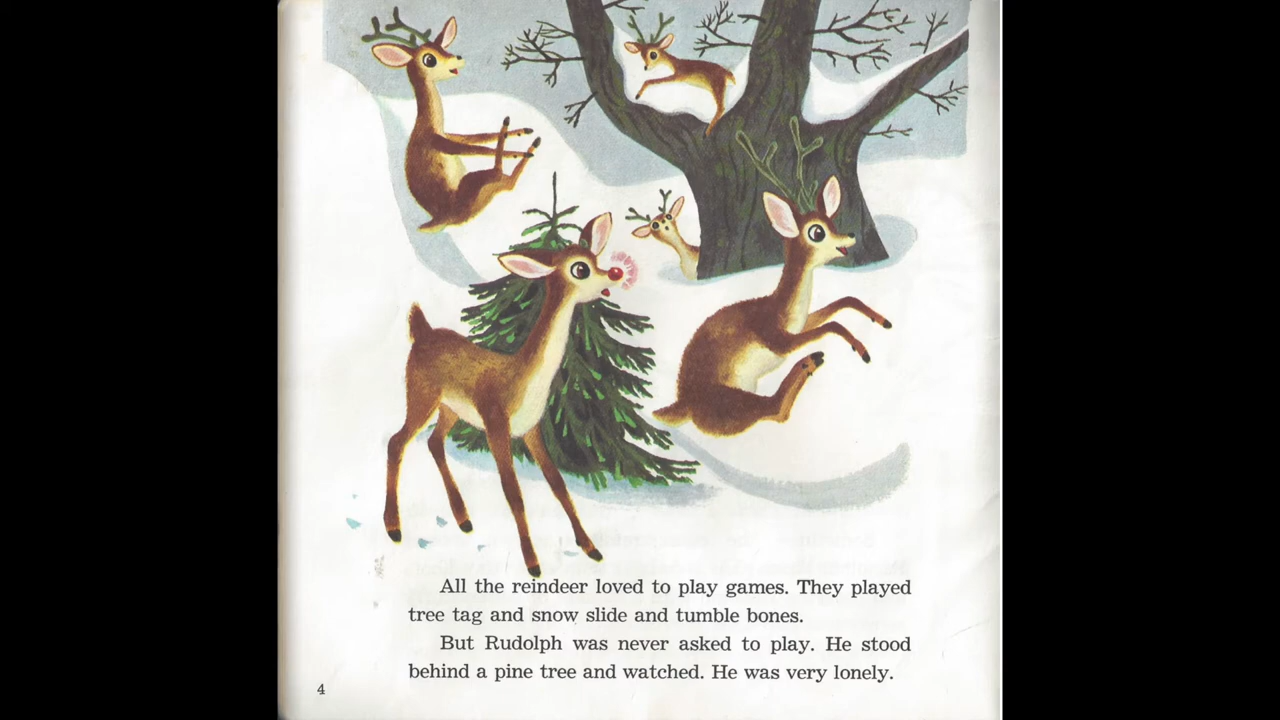 All the reindeer loved to play games. They played
tree tag and snow slide and tumble bones.
But Rudolph was never asked to play. He stood
behind a pine tree and watched. He was very lonely.
4